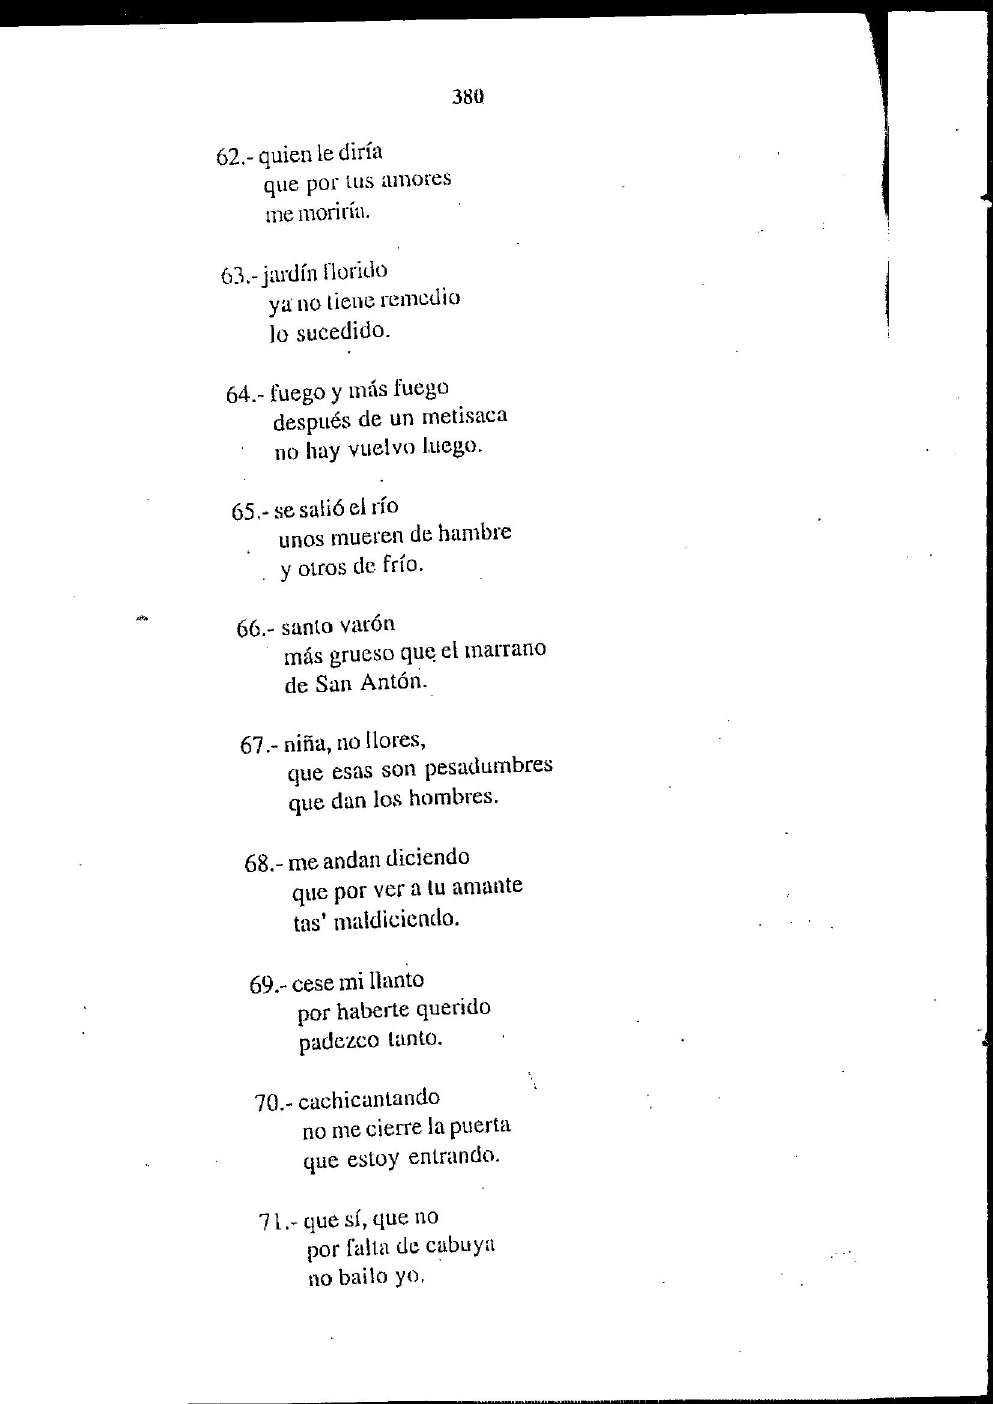 380
62.- quien le diría
que por tus amores
me moriría.
63.- jardín florido
ya no tiene remedio
lo sucedido.
64.- fuego y más fuego
después de un metisaca
no hay vuelvo luego.
65.- se salió el río
unos mueren de hambre
y otros de frío.
66.- santo varón
más grueso que el marrano
de San Antón.
67.- niña, no llores,
que esas son pesadumbres
que dan los hombres.
68.- me andan diciendo
que por ver a tu amante
tas' maldiciendo.
69.- cese mi llanto
por haberte querido
padezco tanto.
70.- cachicantando
no me cierre la puerta
que estoy entrando.
71.- que sí, que no
por falta de cabuya
no bailo yo.